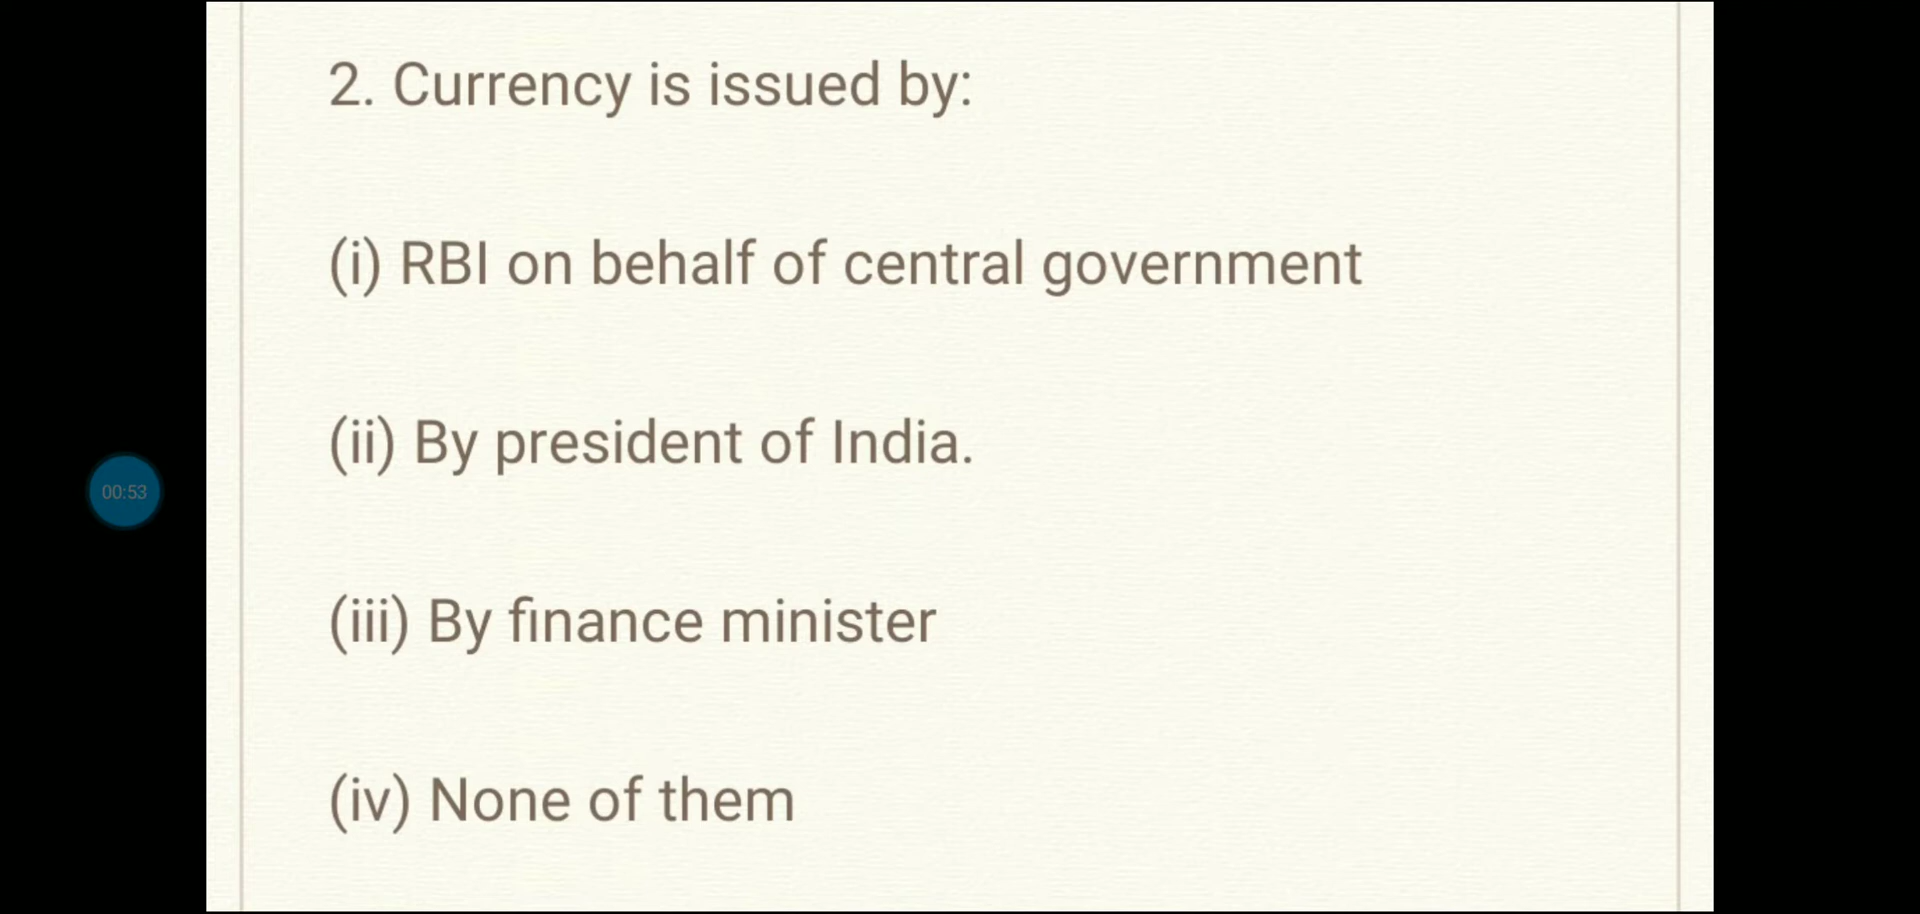 2. Currency is issued by:
(i) RBI on behalf of central government
(ii) By president of India.
00:53
(iii) By finance minister
(iv) None of them